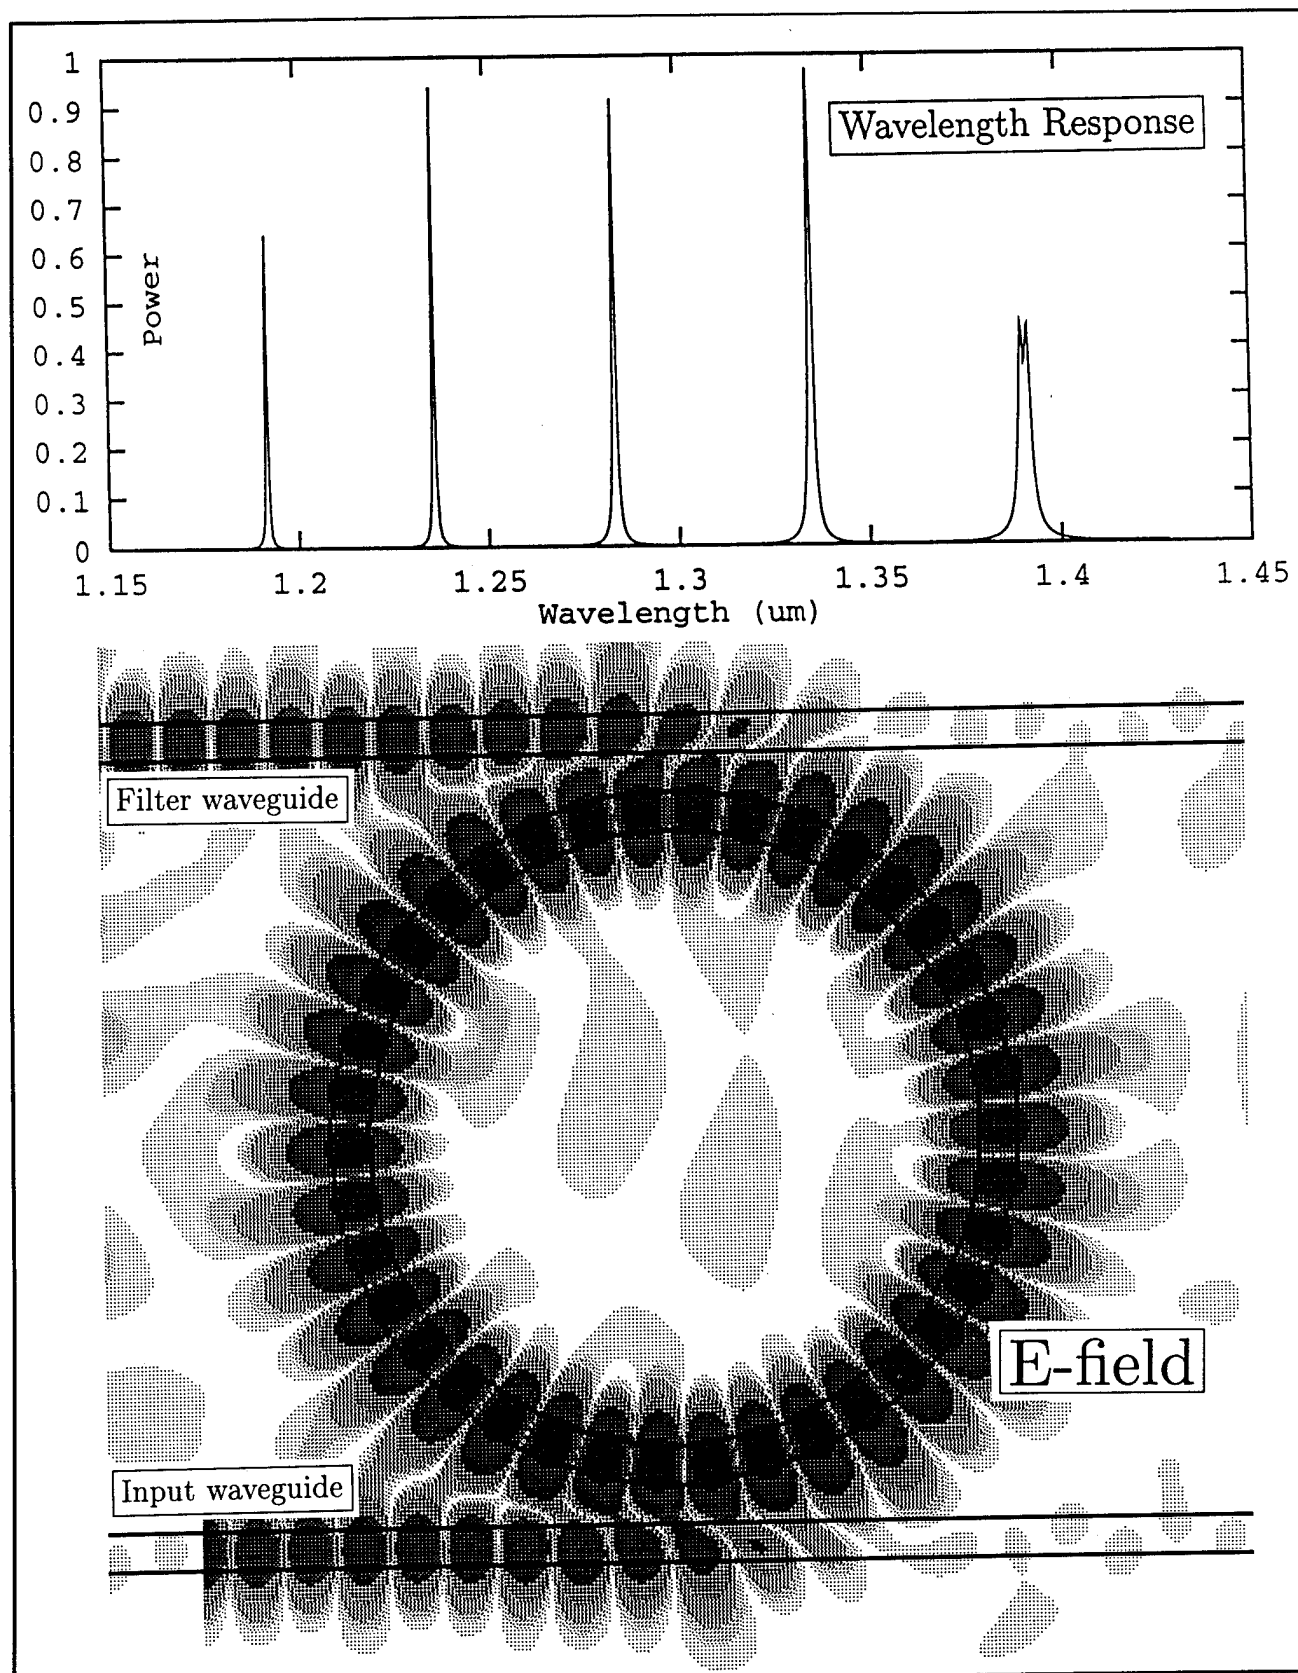 1
0.9
0.8
0.7
0.6
0.5
0.4
0.3
0.2
0.1
0
Power
Wavelength Response
1.15 1.2 1.25 1.3 1.35 1.4 1.45
Wavelength (um)
Filter waveguide
E-field
Input waveguide